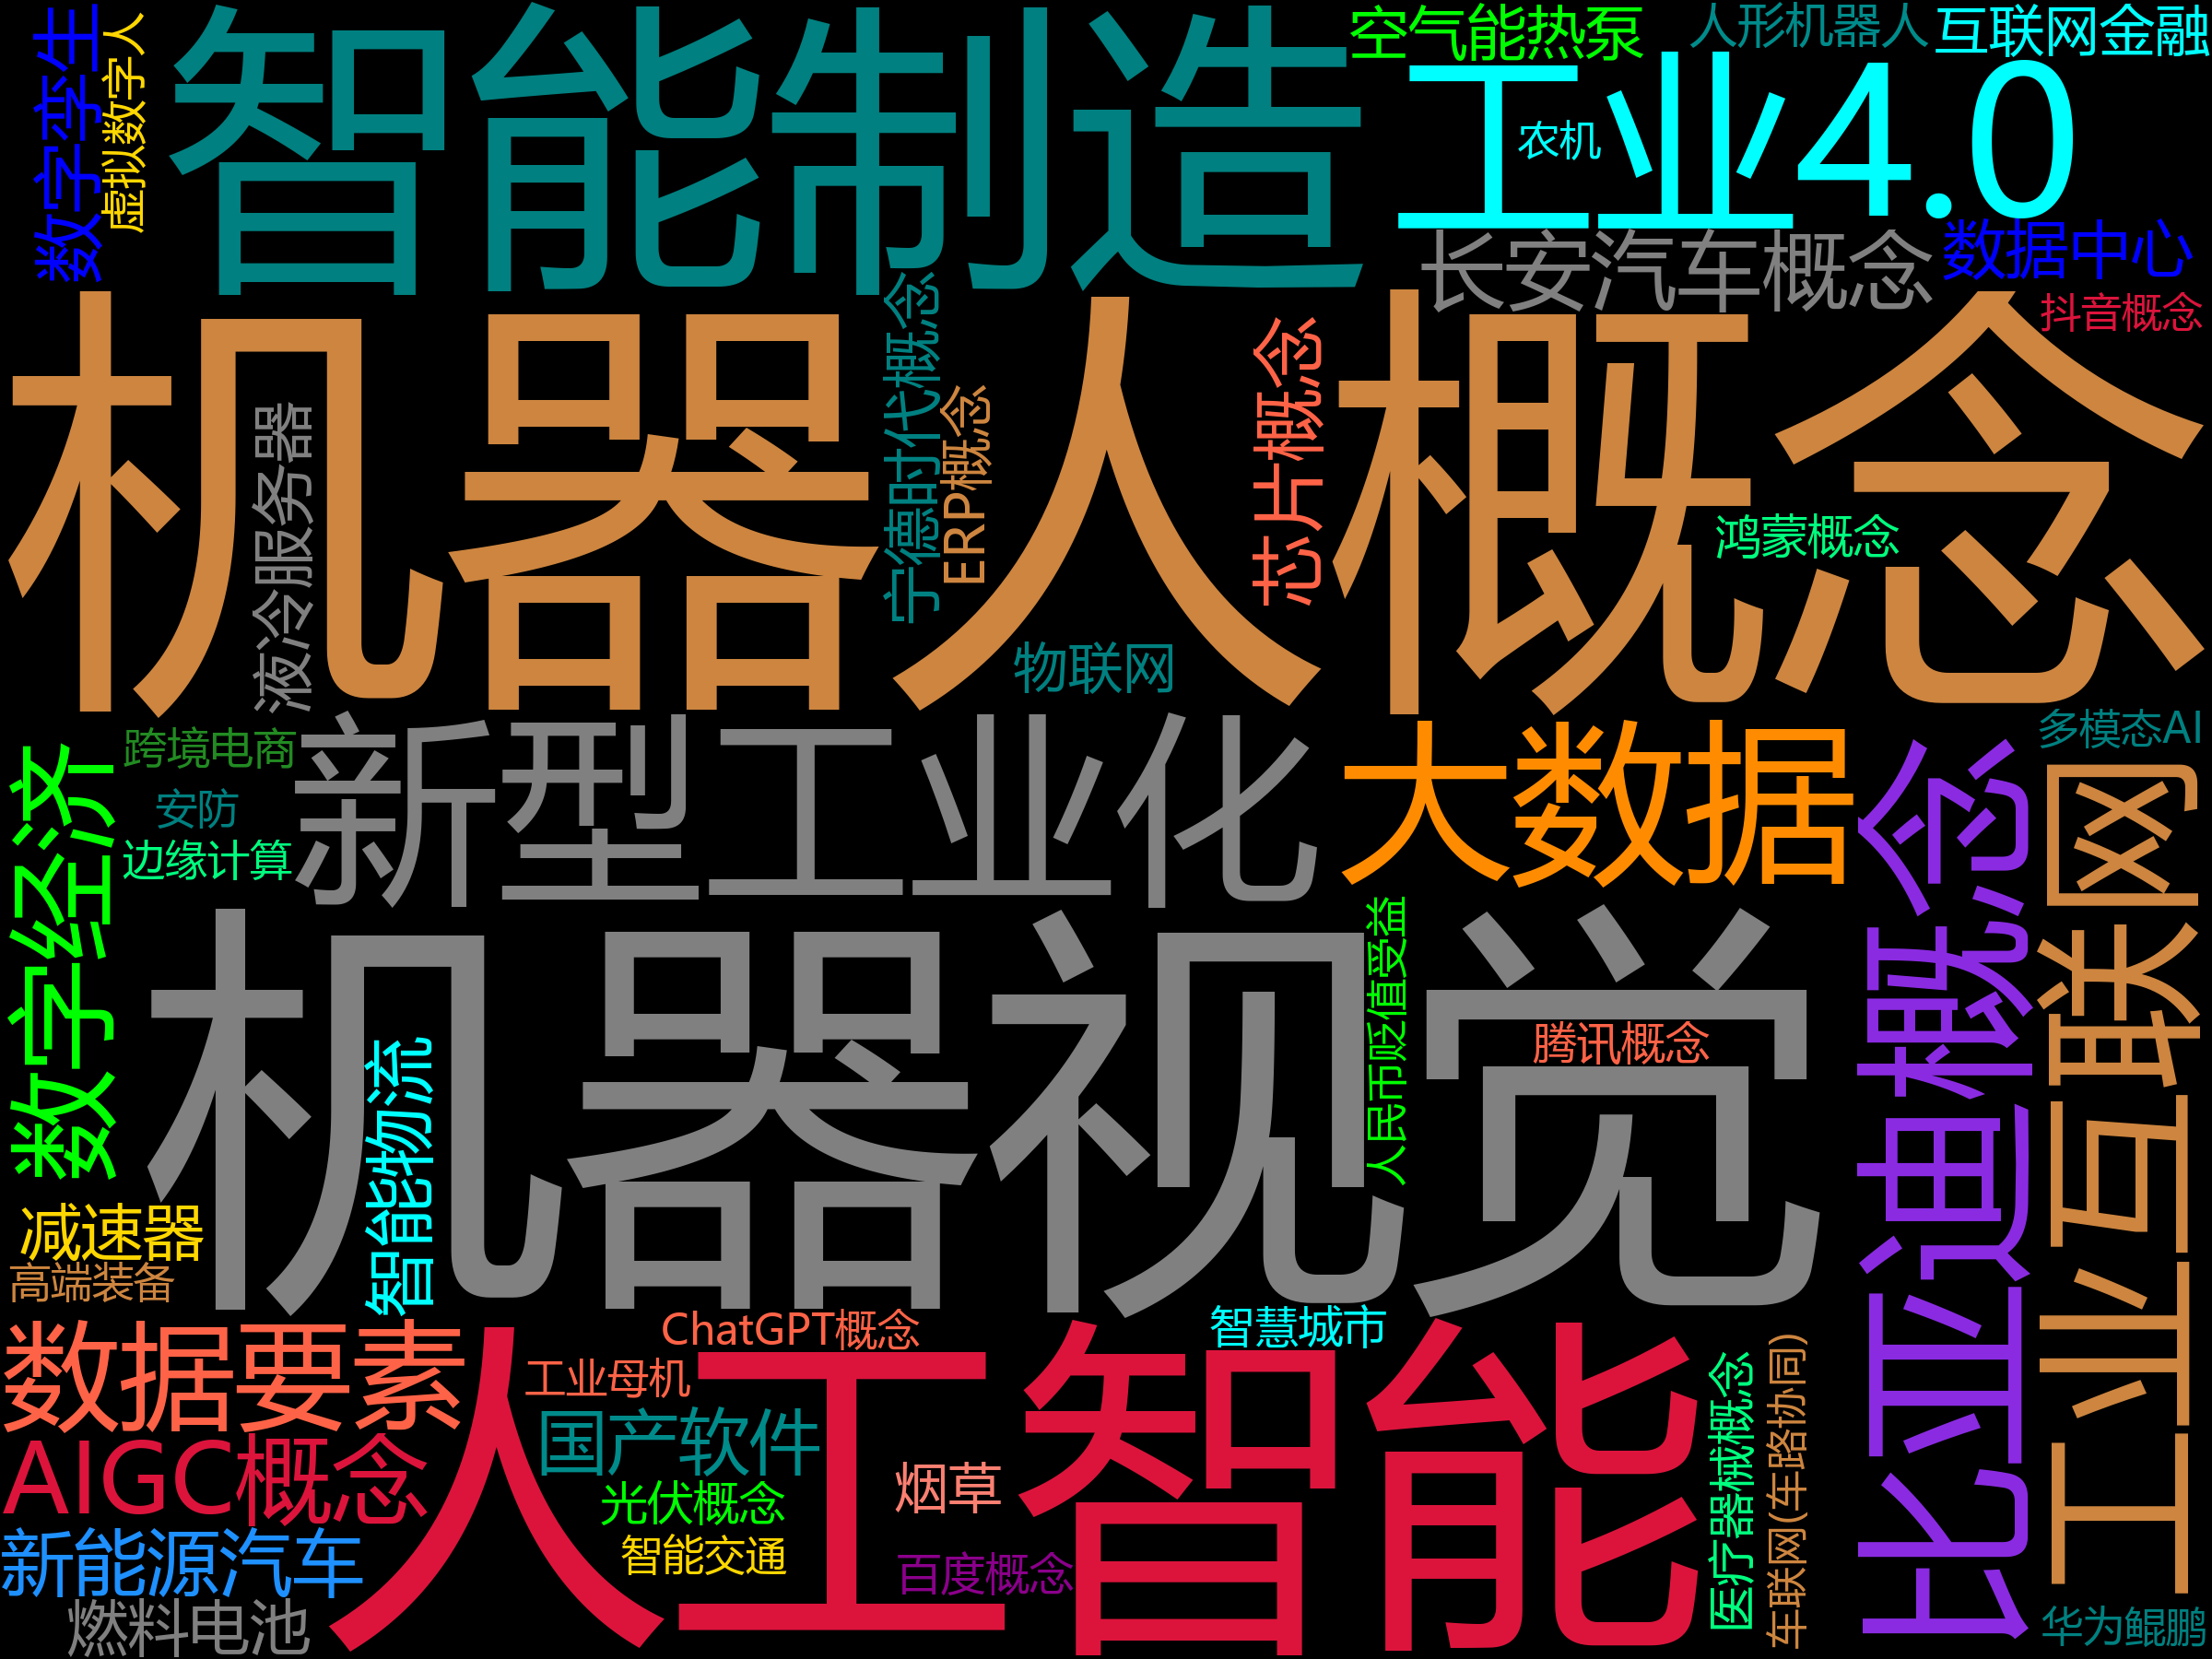 数字孪生
虚拟数字人
智能制造
空气能热泵
人形机器人
互联网金融
工业4.0
农机
长安汽车概念
数据中心
抖音概念
机器人概念
液冷服务器
宁德时代概念
ERP概念
芯片概念
鸿蒙概念
物联网
跨境电商
安防
边缘计算
新型工业化
大数据
多模态AI
数字经济
比亚迪概念
工业互联网
机器视觉
智能物流
人民币贬值受益
腾讯概念
减速器
高端装备
数据要素
ChatGPT概念
工业母机
智慧城市
人工智能
国产软件
AIGC概念
烟草
光伏概念
智能交通
百度概念
医疗器械概念
车联网(车路协同)
新能源汽车
燃料电池
华为鲲鹏